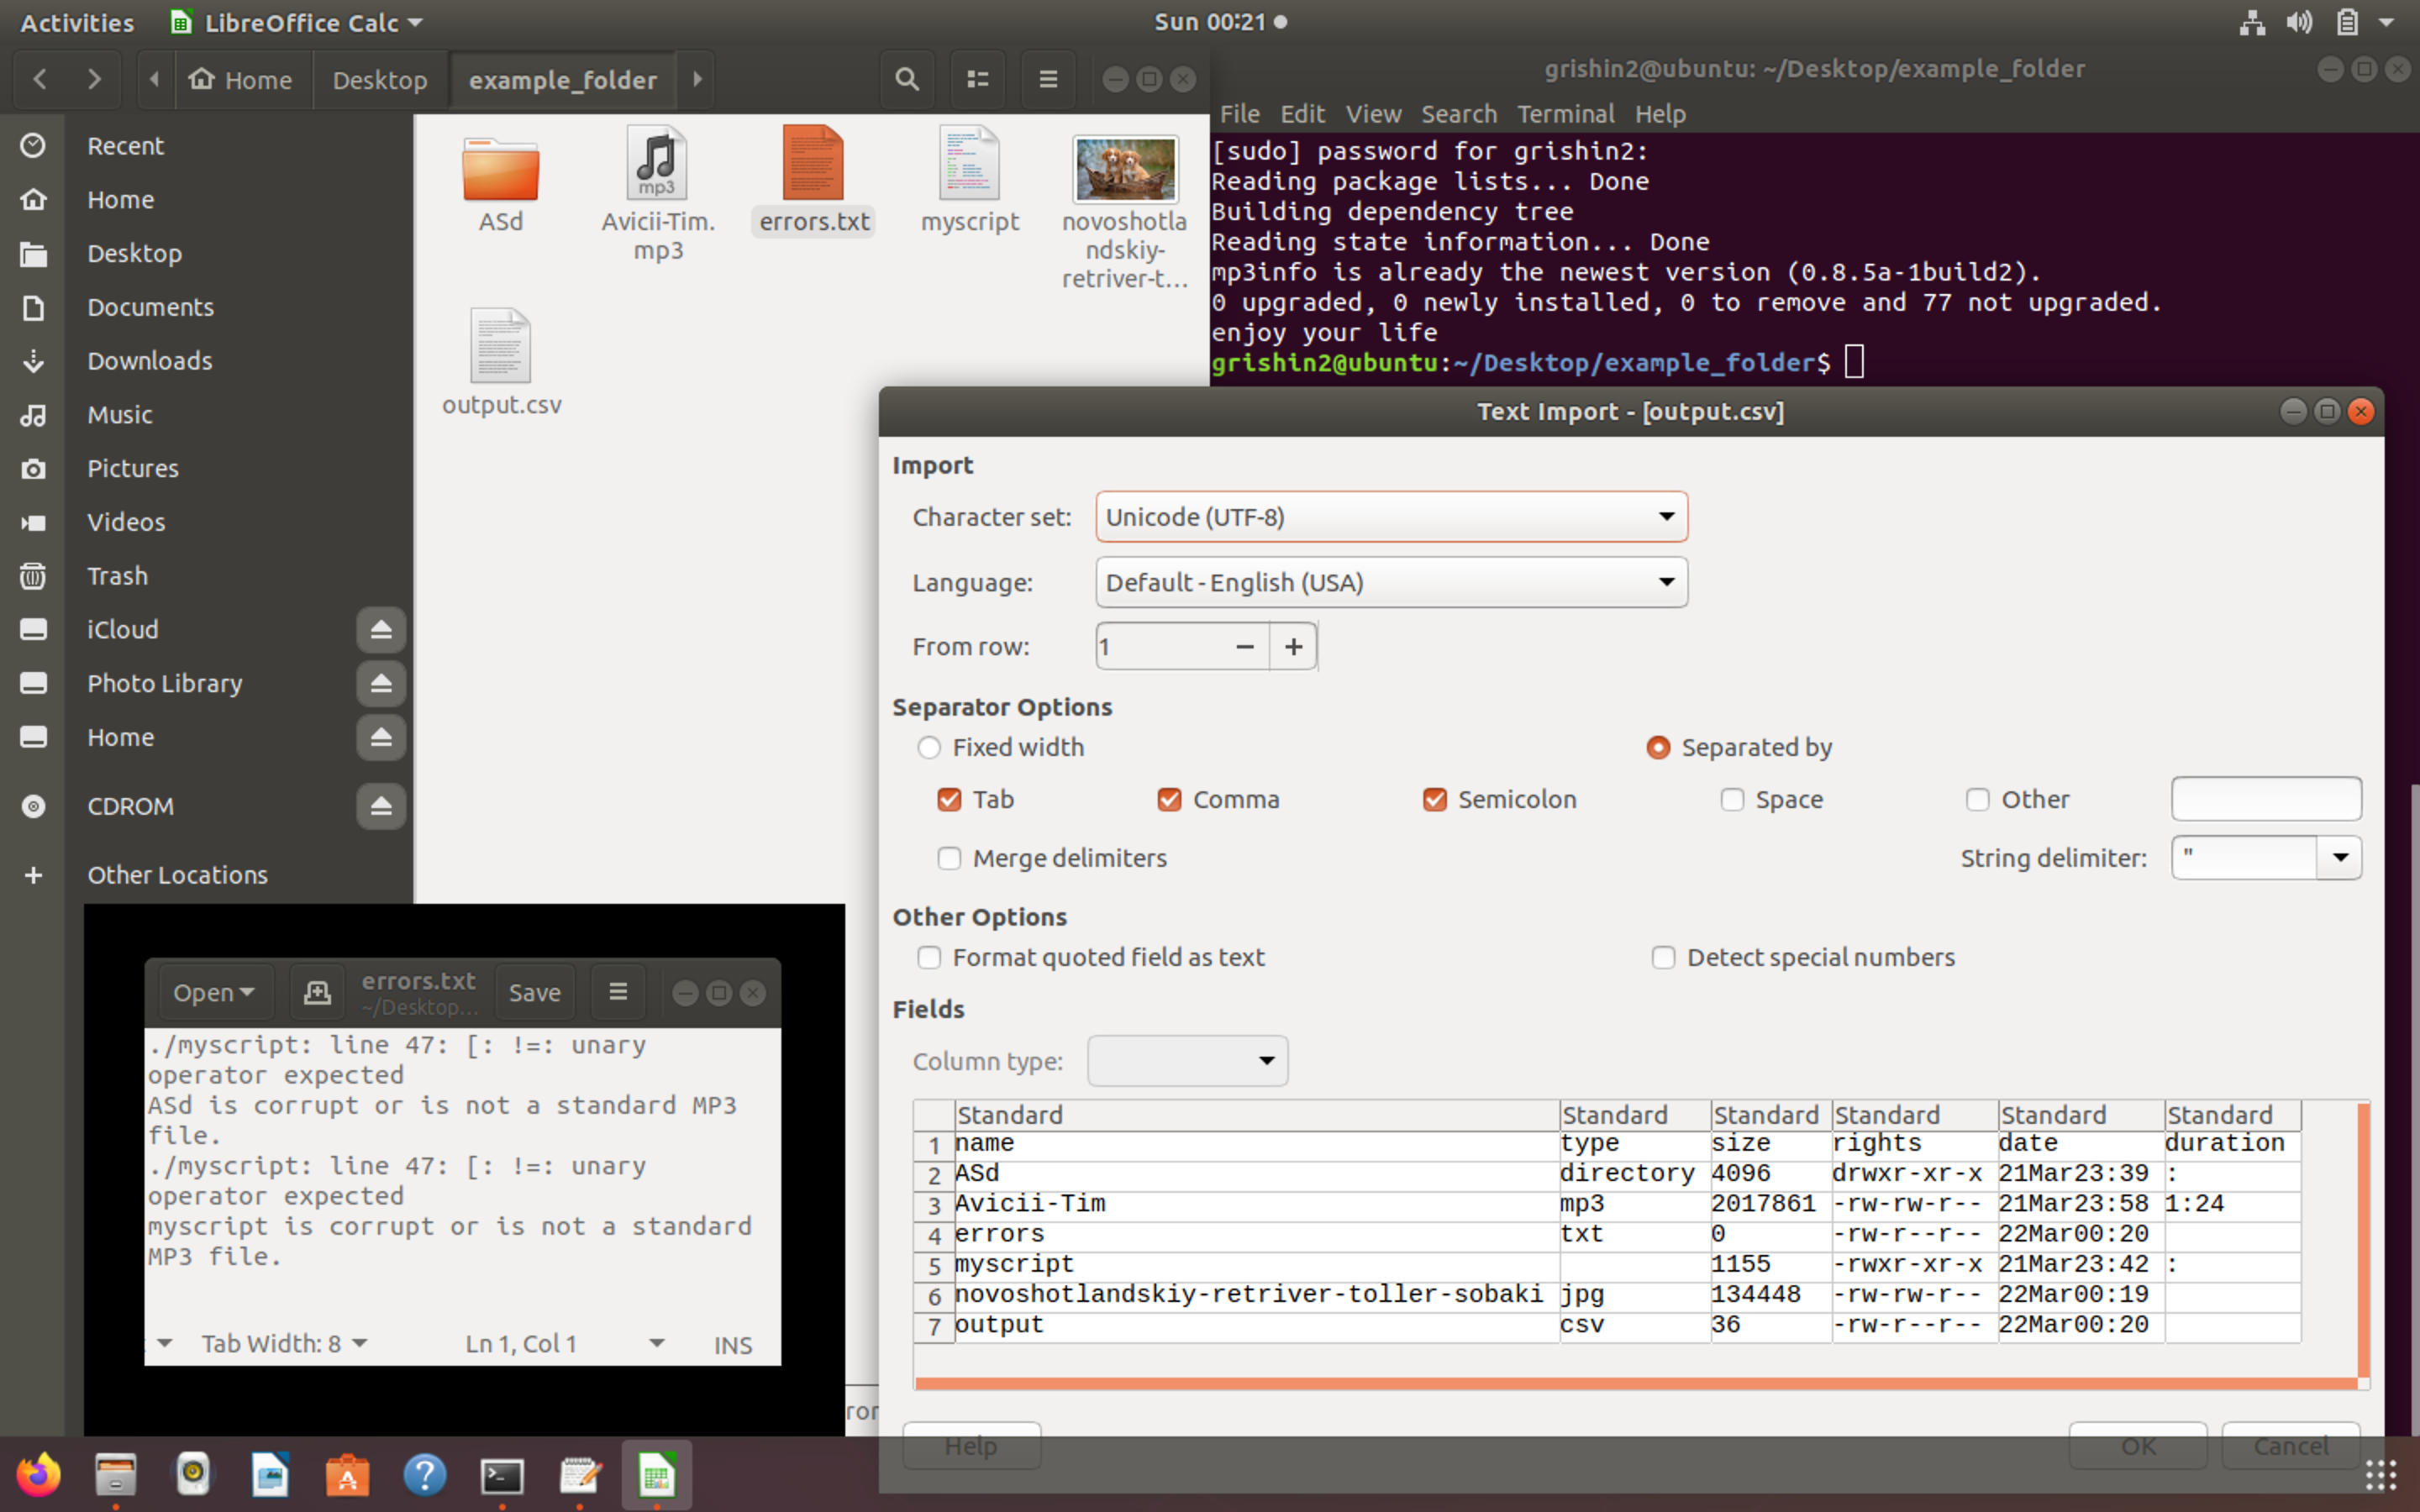 Activities LibreOffice Calc Sun 00:21
Home Desktop example_folder
grishin2@ubuntu: ~/Desktop/example_folder
File Edit View Search Terminal Help
Recent
Home
Desktop
Documents
Downloads
Music
Pictures
Videos
Trash
iCloud
Photo Library
Home
CDROM
Other Locations
mp3
ASd
Avicii-Tim.
mp3
errors.txt
myscript
novoshotla
ndskiy-
retriver-t...
output.csv
[sudo] password for grishin2:
Reading package lists... Done
Building dependency tree
Reading state information... Done
mp3info is already the newest version (0.8.5a-1build2).
0 upgraded, 0 newly installed, 0 to remove and 77 not upgraded.
enjoy your life
grishin2@ubuntu:~/Desktop/example_folder$
Text Import - [output.csv]
Import
Character set: Unicode (UTF-8)
Language: Default - English (USA)
From row: 1
Separator Options
Fixed width Separated by
Tab Comma Semicolon Space Other
Merge delimiters String delimiter: "
Other Options
Format quoted field as text Detect special numbers
Fields
Column type:
Standard Standard Standard Standard Standard Standard
1 name type size rights date duration
2 ASd directory 4096 drwxr-xr-x 21Mar23:39 :
3 Avicii-Tim mp3 2017861 -rw-rw-r-- 21Mar23:58 1:24
4 errors txt 0 -rw-r--r-- 22Mar00:20
5 myscript 1155 -rwxr-xr-x 21Mar23:42 :
6 novoshotlandskiy-retriver-toller-sobaki jpg 134448 -rw-rw-r-- 22Mar00:19
7 output csv 36 -rw-r--r-- 22Mar00:20
Help OK Cancel
Open errors.txt Save
~/Desktop...
./myscript: line 47: [: !=: unary
operator expected
ASd is corrupt or is not a standard MP3
file.
./myscript: line 47: [: !=: unary
operator expected
myscript is corrupt or is not a standard
MP3 file.
Tab Width: 8 Ln 1, Col 1 INS